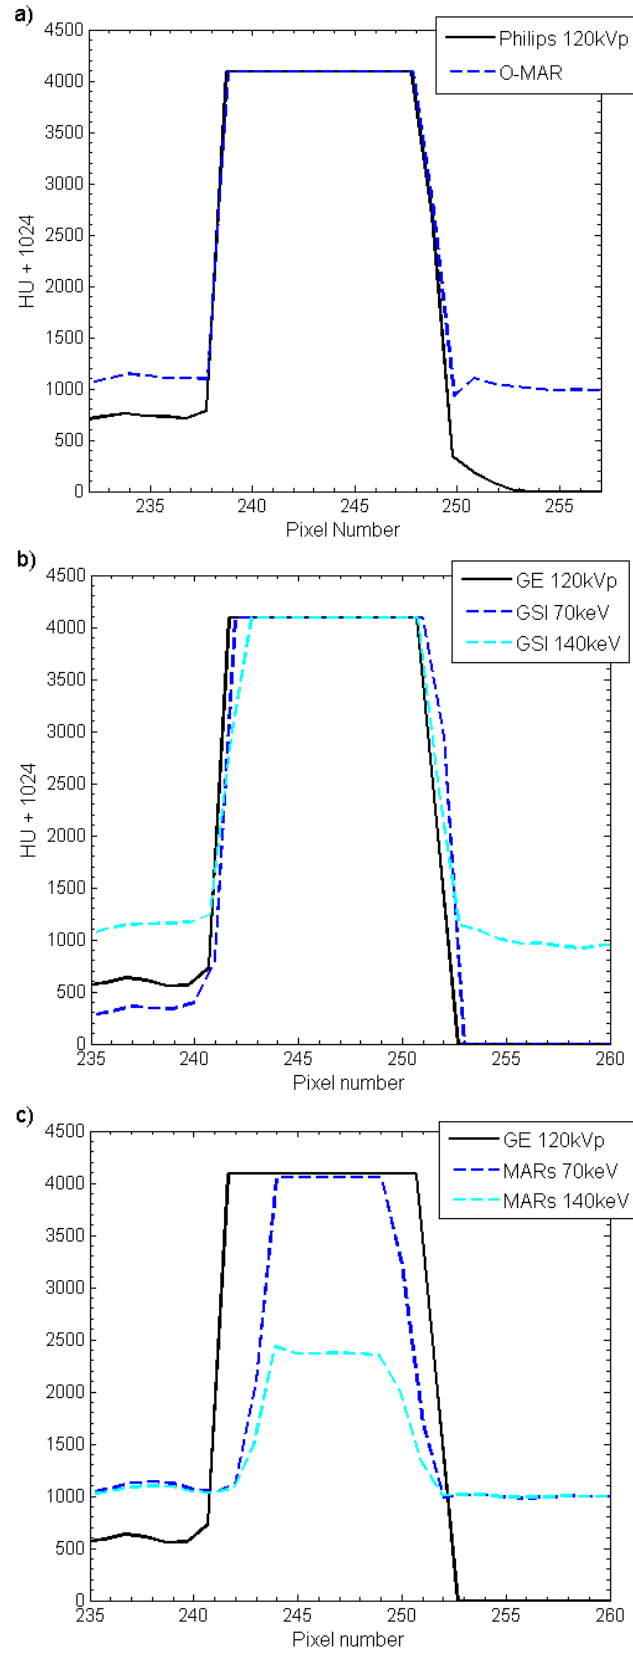 a)
4500
4000
3500
3000
2500
2000
1500
1000
500
0
HU + 1024
Philips 120kVp
O-MAR
235
240
245
250
255
Pixel Number
b)
4500
4000
3500
3000
2500
2000
1500
1000
500
0
HU + 1024
GE 120kVp
GSI 70keV
GSI 140keV
235
240
245
250
255
260
Pixel number
c)
4500
4000
3500
3000
2500
2000
1500
1000
500
0
GE 120kVp
MARs 70keV
MARs 140keV
235
240
245
250
255
260
Pixel number